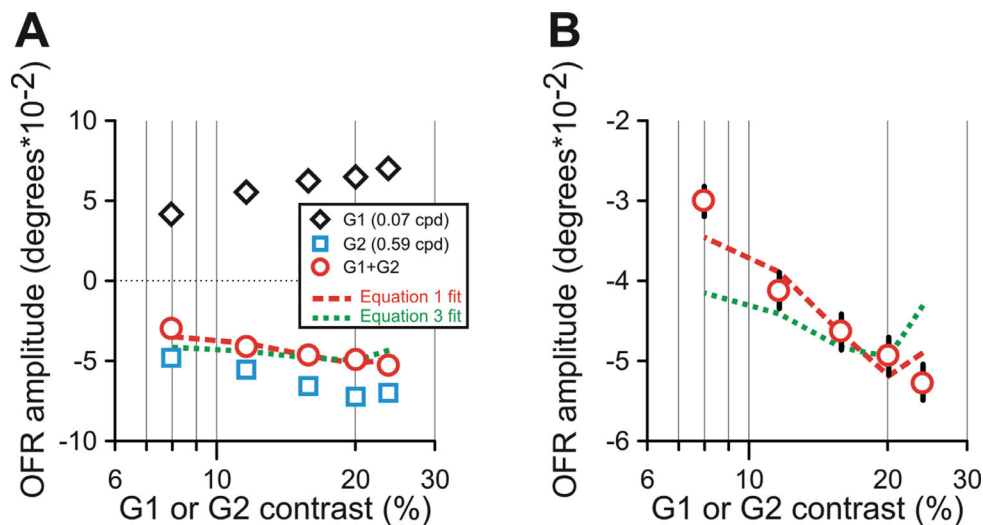 A
OFR amplitude (degrees*10-2)
10
5
0
-5
-10
G1 (0.07 cpd)
G2 (0.59 cpd)
G1+G2
Equation 1 fit
Equation 3 fit
6 10 20 30
G1 or G2 contrast (%)
B
OFR amplitude (degrees*10-2)
-2
-3
-4
-5
-6
6 10 20 30
G1 or G2 contrast (%)